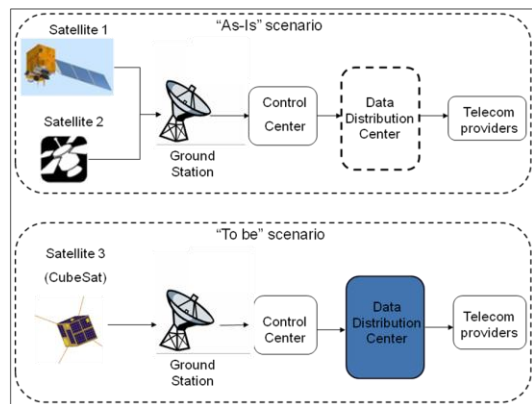 “As-Is” scenario
Satellite 1
Satellite 2
Ground
Station
Control
Center
Data
Distribution
Center
Telecom
providers
“To be” scenario
Satellite 3
(CubeSat)
Ground
Station
Control
Center
Data
Distribution
Center
Telecom
providers